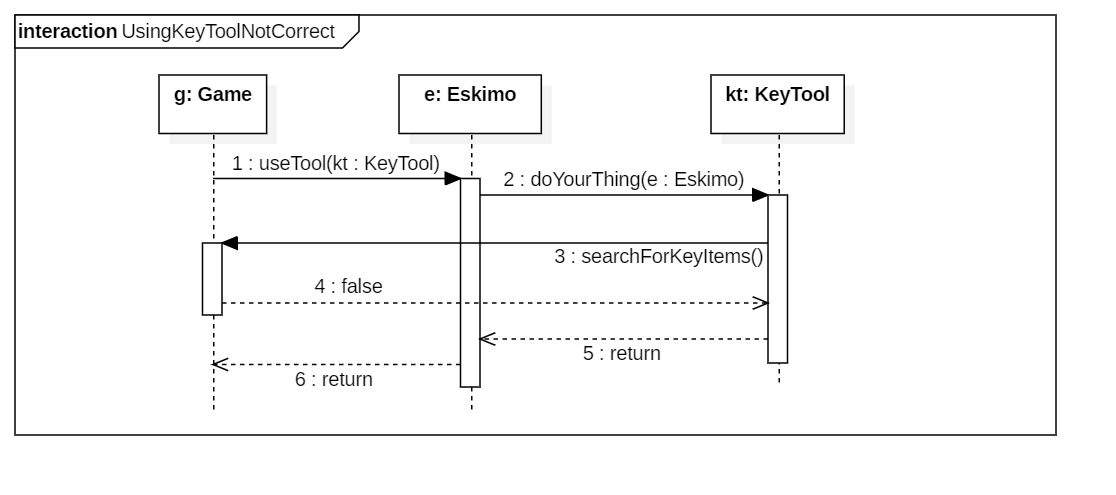 interaction UsingKeyToolNotCorrect
g: Game
e: Eskimo
kt: KeyTool
1 : useTool(kt : KeyTool)
2 : doYourThing(e : Eskimo)
3 : searchForKeyItems()
4 : false
5 : return
6 : return